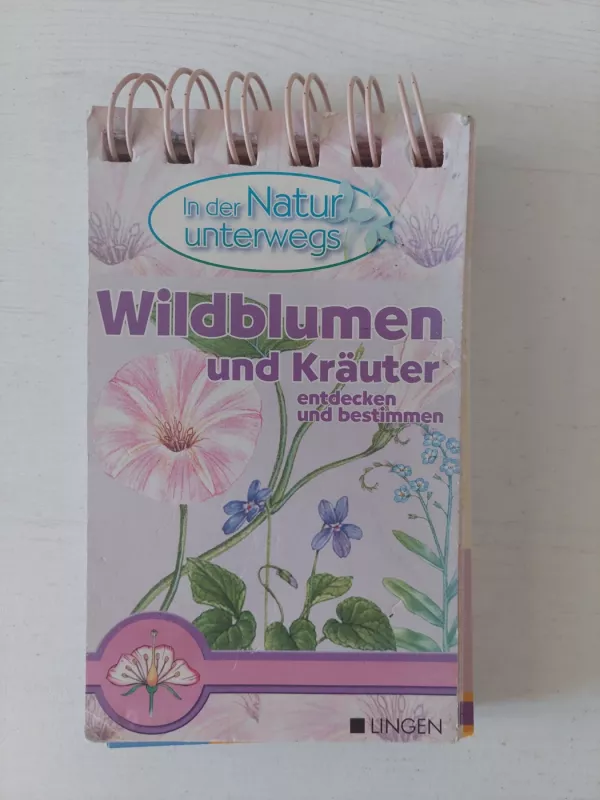 In der Natur
unterwegs
Wildblumen
und Kräuter
entdecken
und bestimmen
LINGEN